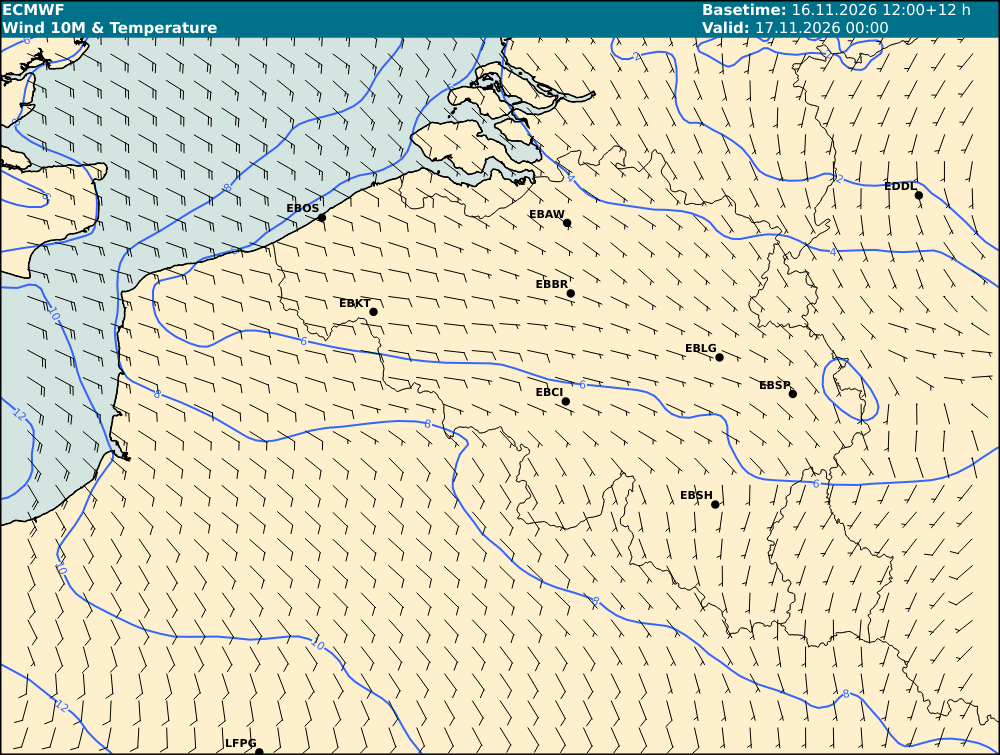 ECMWF
Wind 10M & Temperature
Basetime: 16.11.2026 12:00+12 h
Valid: 17.11.2026 00:00
2
2
EDDL
8
4
6
EBOS
EBAW
4
EBBR
10
EBKT
6
EBLG
6
EBSP
8
EBCI
12
8
6
EBSH
10
8
10
8
12
LFPG